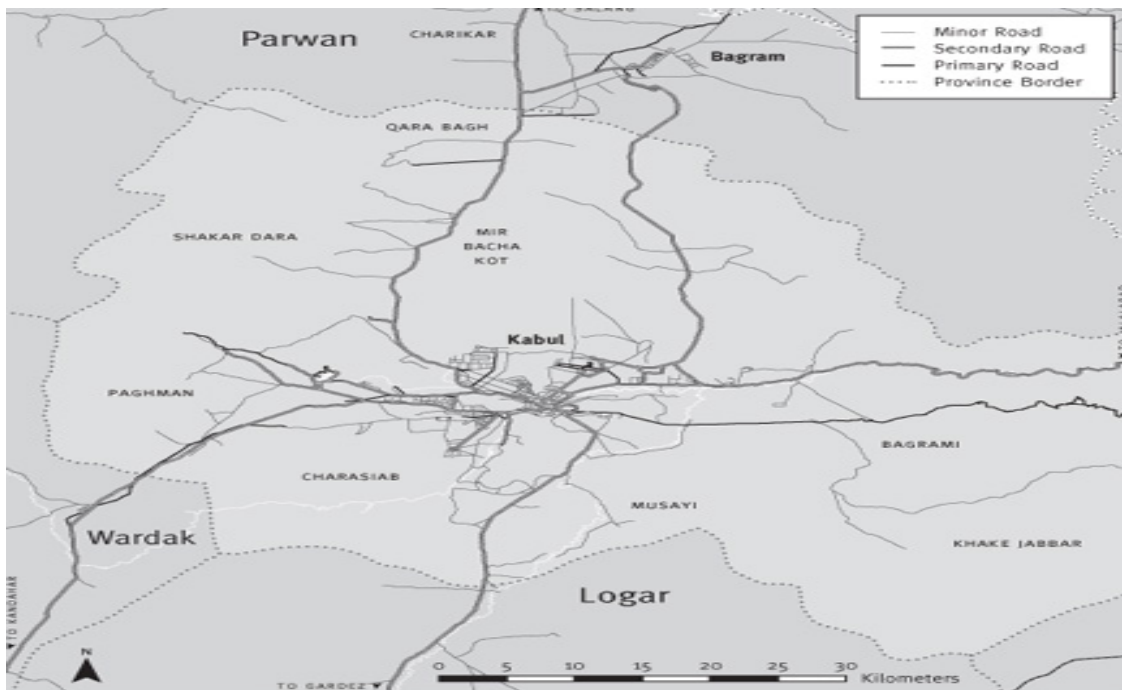 TO SALANG
Parwan
CHARIKAR
Bagram
Minor Road
Secondary Road
Primary Road
Province Border
QARA BAGH
SHAKAR DARA
MIR
BACHA
KOT
Kabul
PAGHMAN
BAGRAMI
CHARASIAB
MUSAYI
Wardak
KHAKE JABBAR
Logar
TO KANDAHAR
N
0 5 10 15 20 25 30
Kilometers
TO GARDEZ